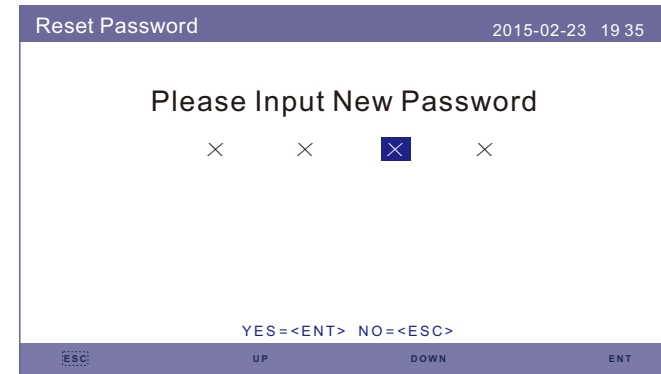 Reset Password 2015-02-23 19 35
Please Input New Password
× × × ×
YES=<ENT> NO=<ESC>
ESC UP DOWN ENT